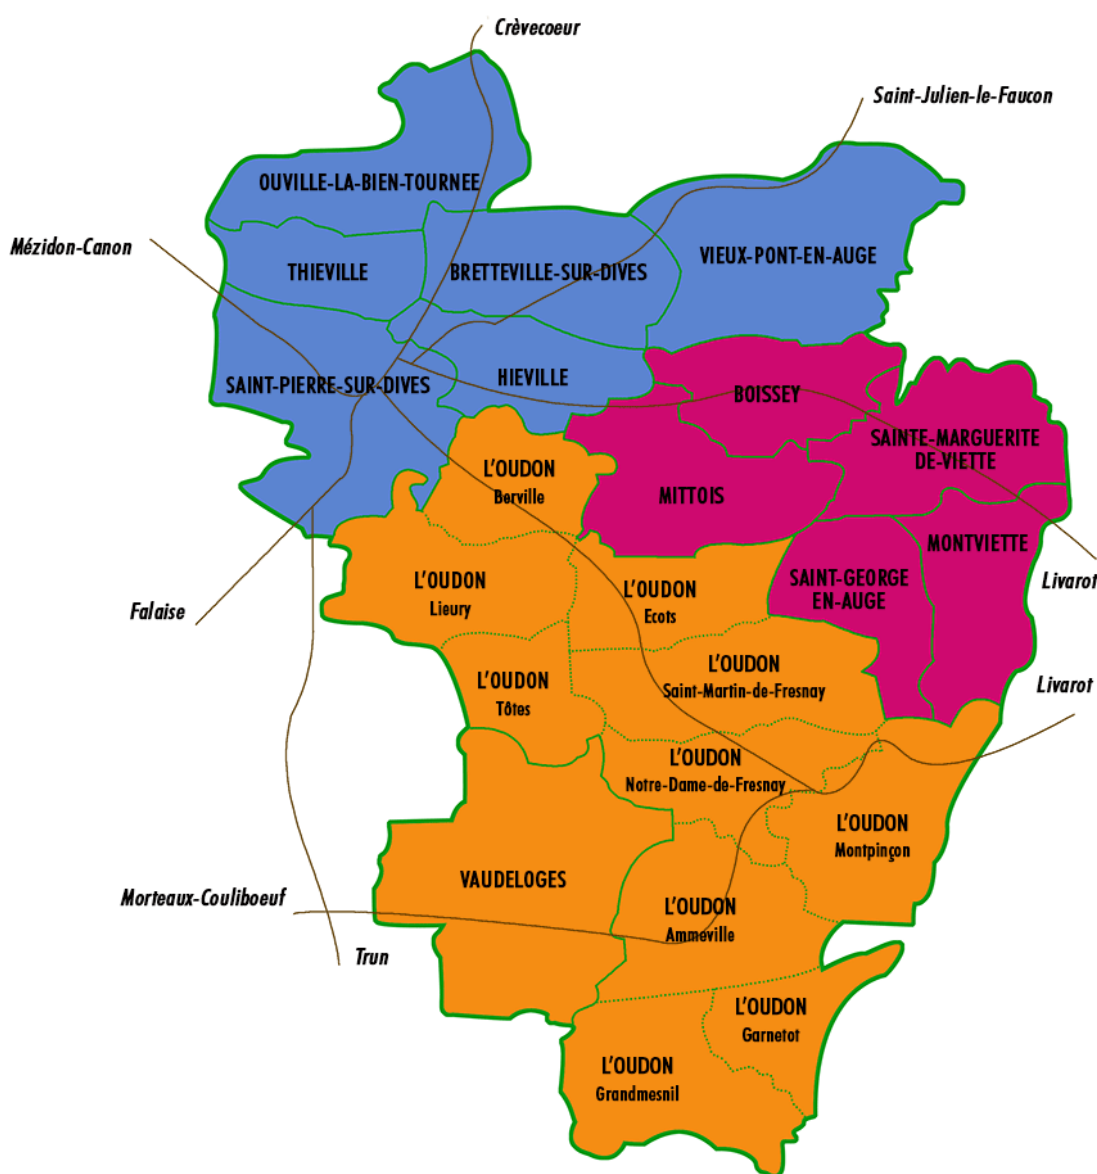 Crèvecoeur
Saint-Julien-le-Faucon
OUVILLE-LA-BIEN-TOURNEE
Mézidon-Canon
THIEVILLE
BRETTEVILLE-SUR-DIVES
VIEUX-PONT-EN-AUGE
SAINT-PIERRE-SUR-DIVES
HIEVILLE
BOISSEY
SAINTE-MARGUERITE
DE-VIETTE
L'OUDON
Berville
MITTOIS
MONTVIETTE
L'OUDON
Lieury
L'OUDON
Ecots
SAINT-GEORGE
EN-AUGE
Livarot
Falaise
L'OUDON
Tôtes
L'OUDON
Saint-Martin-de-Fresnay
Livarot
L'OUDON
Notre-Dame-de-Fresnay
L'OUDON
Montpinçon
VAUDELOGES
Morteaux-Couliboeuf
L'OUDON
Ammeville
Trun
L'OUDON
Garnetot
L'OUDON
Grandmesnil